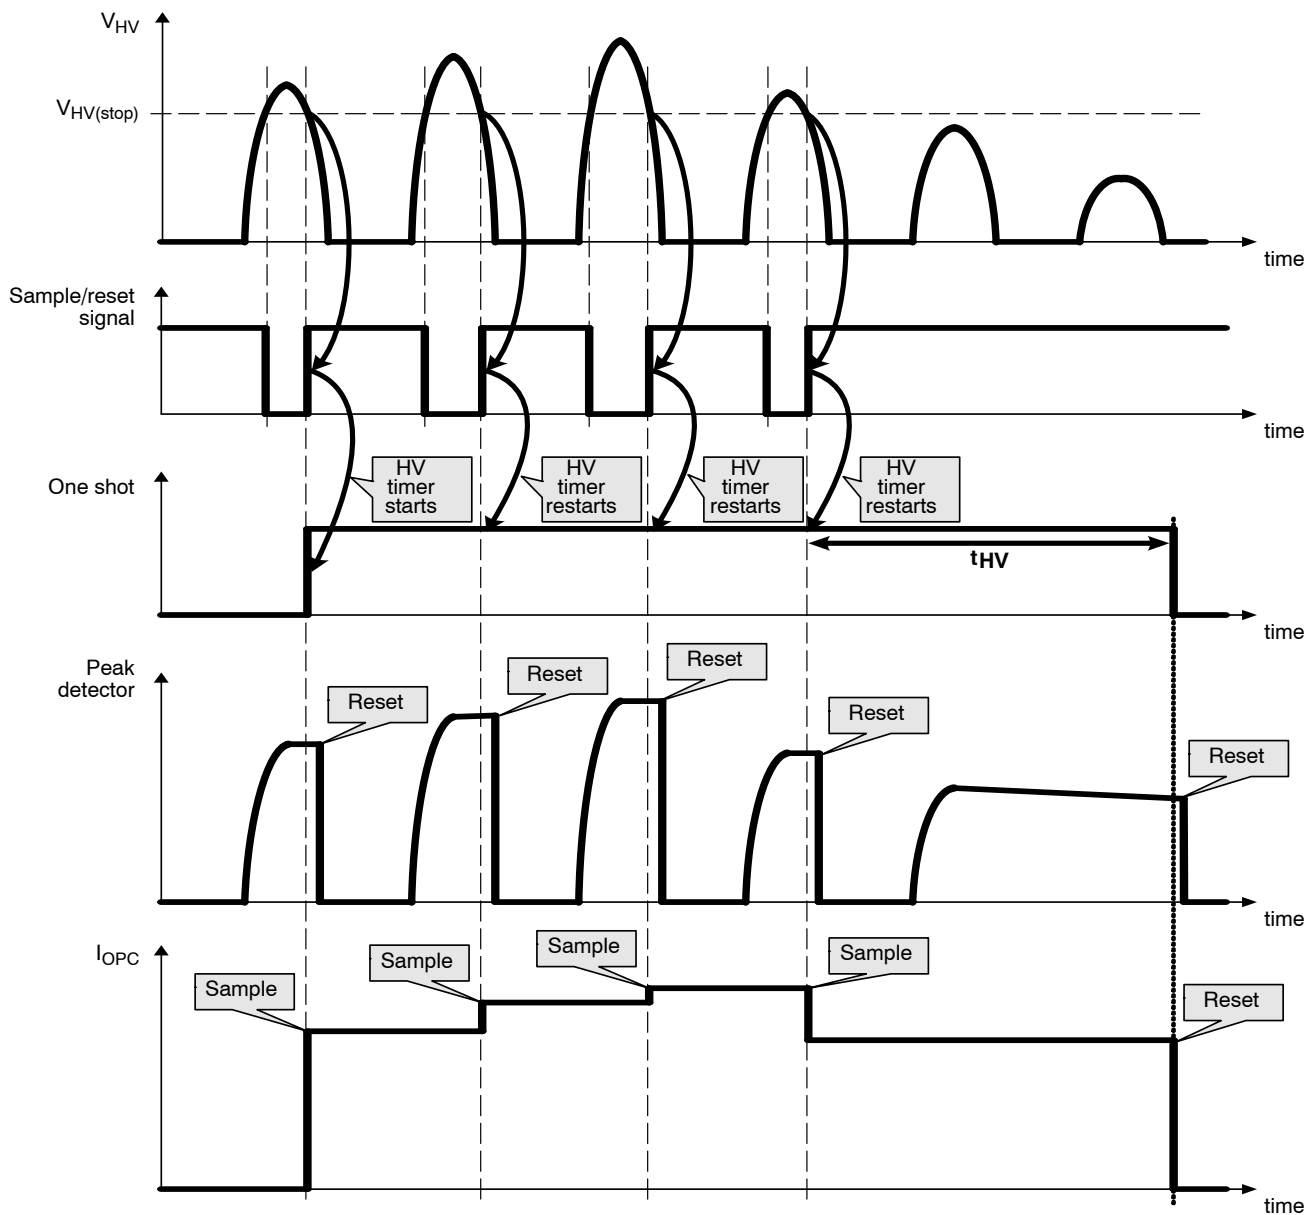 VHV
VHV(stop)
time
Sample/reset
signal
time
One shot
HV
timer
starts
HV
timer
restarts
HV
timer
restarts
HV
timer
restarts
tHV
time
Peak
detector
Reset
Reset
Reset
Reset
Reset
time
IOPC
Sample
Sample
Sample
Sample
Reset
time